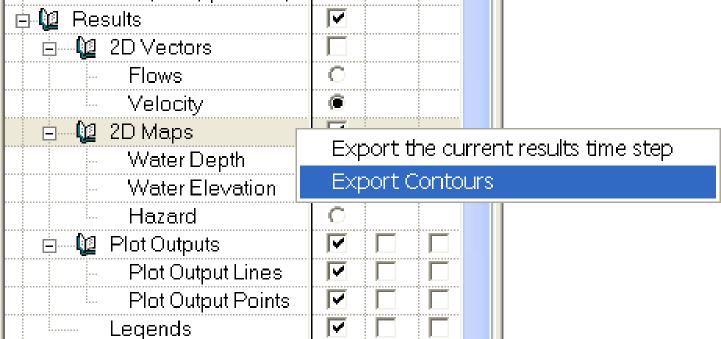 Results
2D Vectors
Flows
Velocity
2D Maps
Export the current results time step
Water Depth
Export Contours
Water Elevation
Hazard
Plot Outputs
Plot Output Lines
Plot Output Points
Legends